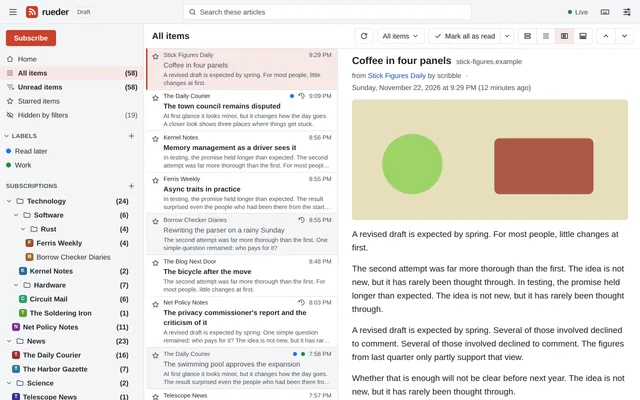 rueder Draft Search these articles Live
Subscribe
Home
All items (58)
Unread items (58)
Starred items
Hidden by filters (19)
LABELS
Read later
Work
SUBSCRIPTIONS
Technology (24)
Software (6)
Rust (4)
Ferris Weekly (4)
Borrow Checker Diaries
Kernel Notes (2)
Hardware (7)
Circuit Mail (6)
The Soldering Iron (1)
Net Policy Notes (11)
News (23)
The Daily Courier (16)
The Harbor Gazette (7)
Science (2)
Telescope News (1)
All items All items Mark all as read
Stick Figures Daily 9:29 PM
Coffee in four panels
A revised draft is expected by spring. For most people, little
changes at first.
The Daily Courier 9:09 PM
The town council remains disputed
At first glance it looks minor, but it changes how the day goes.
A closer look shows three places where things get stuck.
Kernel Notes 8:56 PM
Memory management as a driver sees it
In testing, the promise held longer than expected. The second
attempt was far more thorough than the first. For most peopl…
Ferris Weekly 8:55 PM
Async traits in practice
In testing, the promise held longer than expected. The result
surprised even the people who had been there from the start…
Borrow Checker Diaries 8:55 PM
Rewriting the parser on a rainy Sunday
The second attempt was far more thorough than the first. One
simple question remained: who pays for it?
The Blog Next Door 8:48 PM
The bicycle after the move
The second attempt was far more thorough than the first. For
most people, little changes at first.
Net Policy Notes 8:03 PM
The privacy commissioner's report and the
criticism of it
A revised draft is expected by spring. One simple question
remained: who pays for it? The idea is not new, but it has rar…
The Daily Courier 7:58 PM
The swimming pool approves the expansion
At first glance it looks minor, but it changes how the day goes.
The result surprised even the people who had been there fro…
Telescope News 7:57 PM
Coffee in four panels stick-figures.example
from Stick Figures Daily by scribble ·
Sunday, November 22, 2026 at 9:29 PM (12 minutes ago)
A revised draft is expected by spring. For most people, little changes at
first.
The second attempt was far more thorough than the first. The idea is not
new, but it has rarely been thought through. In testing, the promise held
longer than expected. The idea is not new, but it has rarely been thought
through.
A revised draft is expected by spring. Several of those involved declined
to comment. Several of those involved declined to comment. The figures
from last quarter only partly support that view.
Whether that is enough will not be clear before next year. The idea is not
new, but it has rarely been thought through. The idea is not new, but it